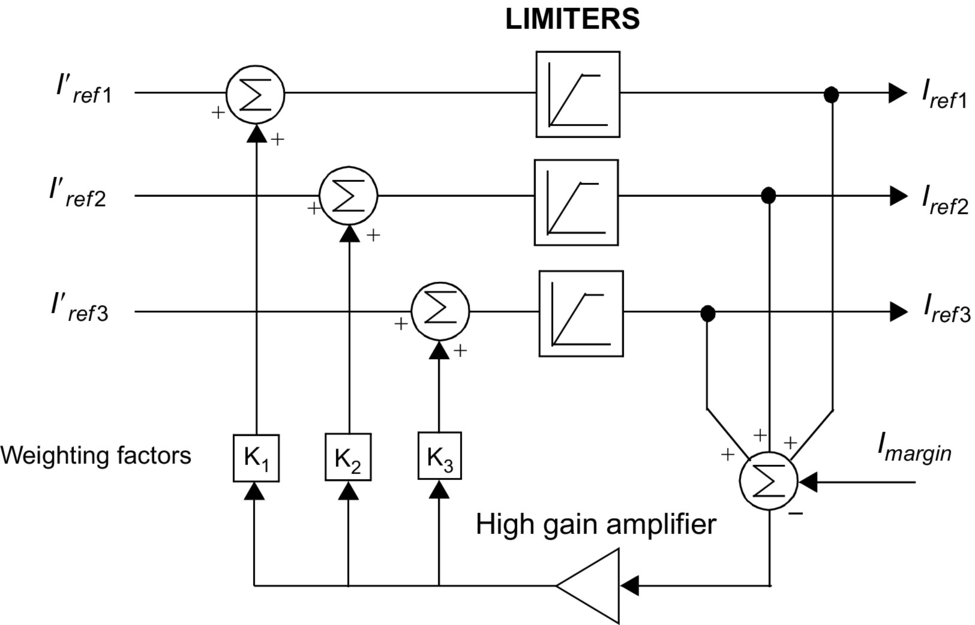 LIMITERS
I′ref1
Σ
Iref1
+
+
I′ref2
Σ
Iref2
+
+
I′ref3
Σ
Iref3
+
+
Weighting factors
K1
K2
K3
+
+
+
Imargin
Σ
−
High gain amplifier